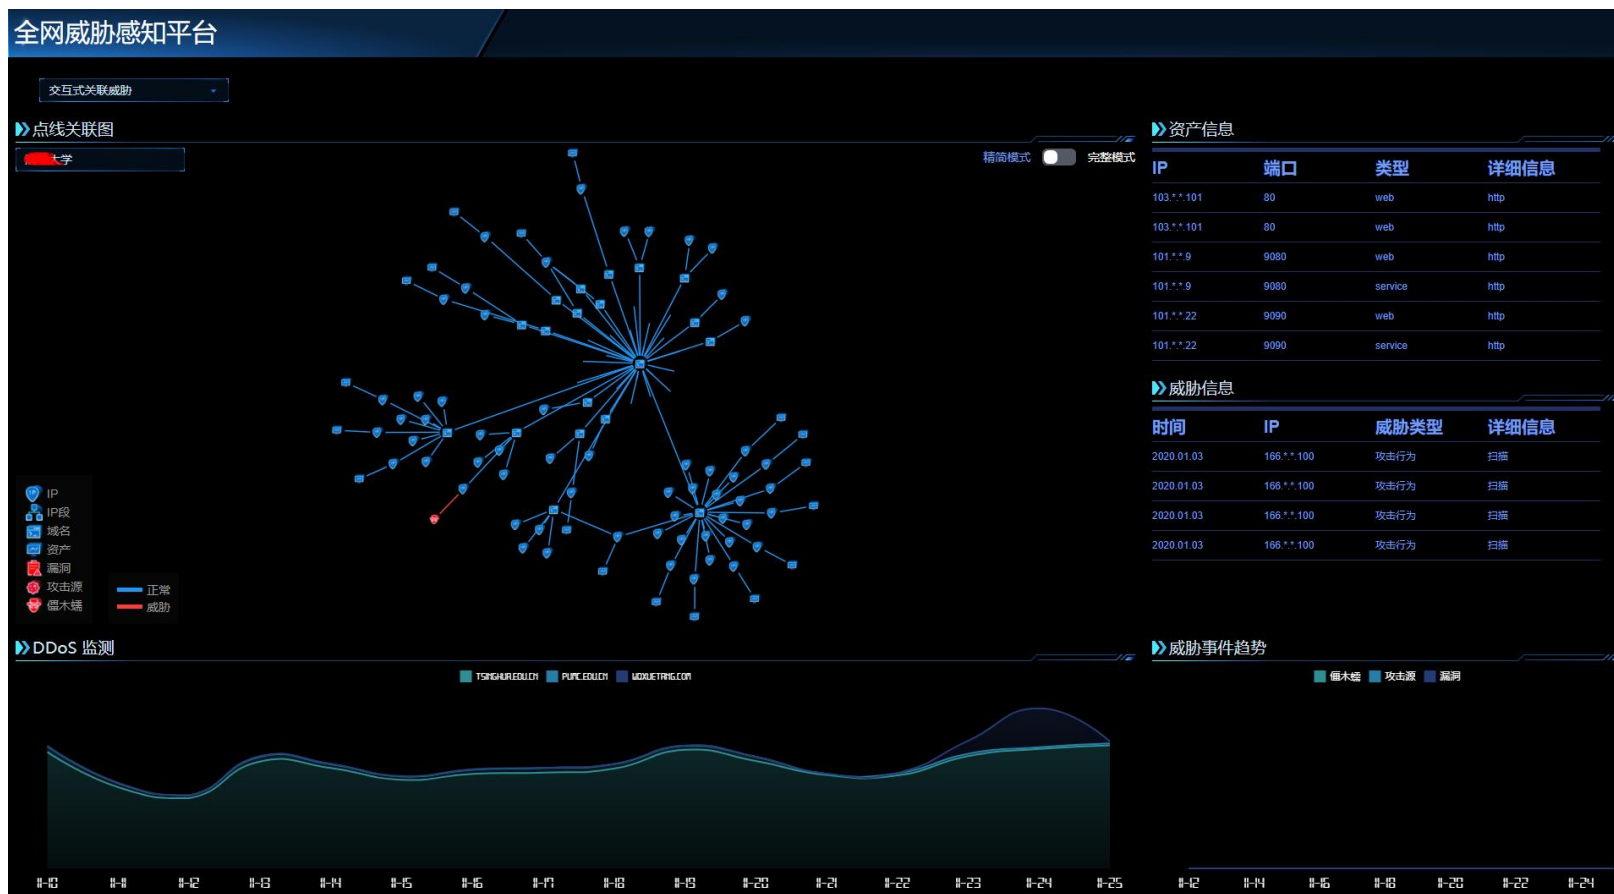 全网威胁感知平台
交互式关联威胁
点线关联图
大学
精简模式 完整模式
IP
IP段
域名
资产
漏洞
攻击源
僵木蠕
正常
威胁
资产信息
IP 端口 类型 详细信息
103.*.*.101 80 web http
103.*.*.101 80 web http
101.*.*.9 9080 web http
101.*.*.9 9080 service http
101.*.*.22 9090 web http
101.*.*.22 9090 service http
威胁信息
时间 IP 威胁类型 详细信息
2020.01.03 166.*.*.100 攻击行为 扫描
2020.01.03 166.*.*.100 攻击行为 扫描
2020.01.03 166.*.*.100 攻击行为 扫描
2020.01.03 166.*.*.100 攻击行为 扫描
DDoS 监测
TSINGHUA.EDU.CN PUMC.EDU.CN WDXUETANG.COM
11-10 11-11 11-12 11-13 11-14 11-15 11-16 11-17 11-18 11-19 11-20 11-21 11-22 11-23 11-24 11-25
威胁事件趋势
僵木蠕 攻击源 漏洞
11-12 11-14 11-16 11-18 11-20 11-22 11-24